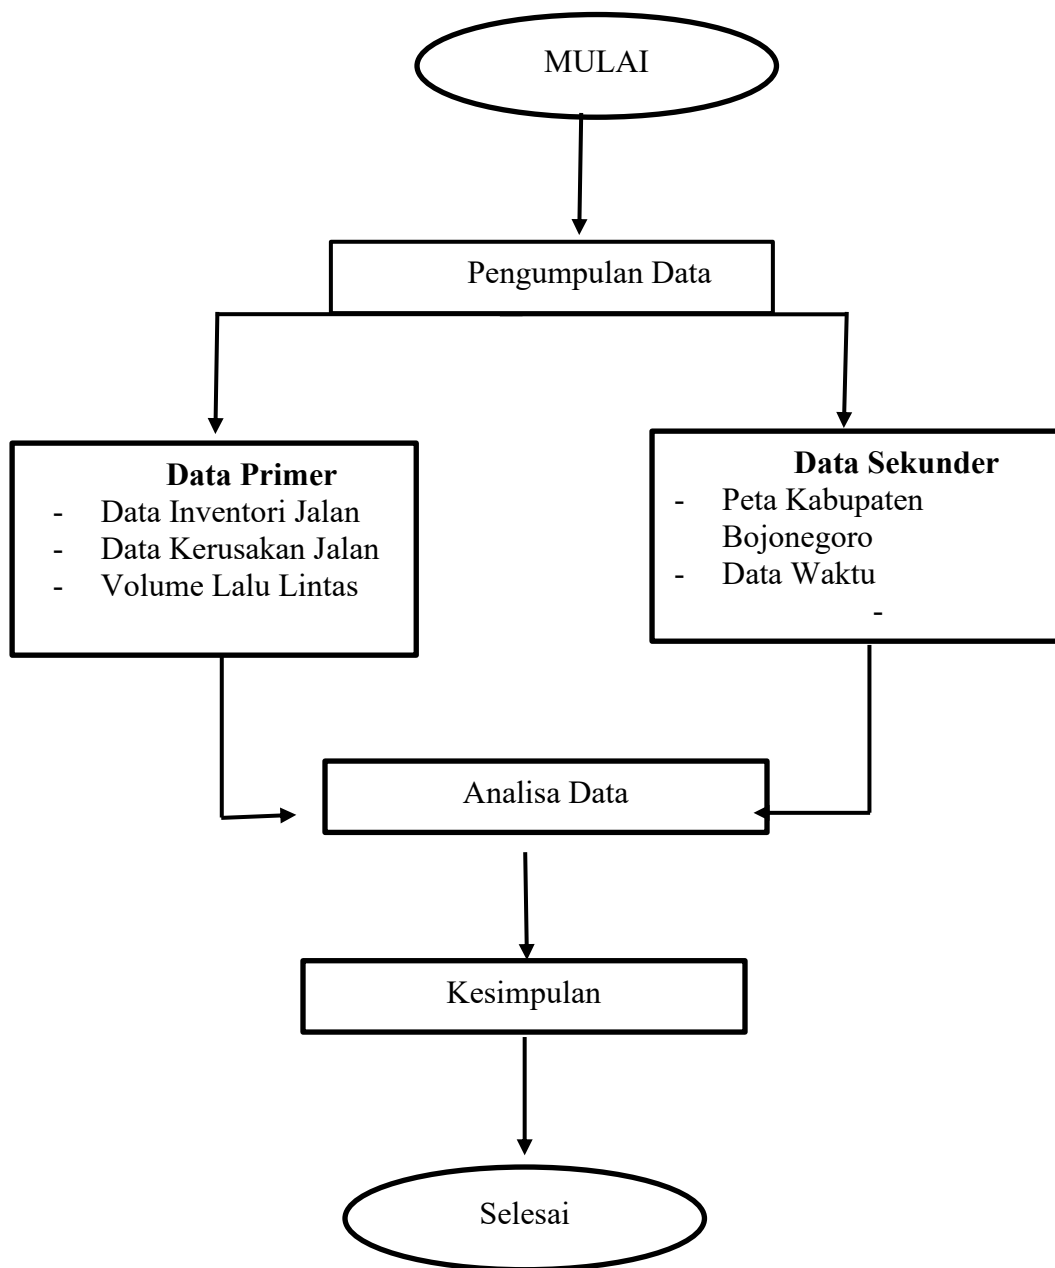 MULAI
Pengumpulan Data
Data Primer
- Data Inventori Jalan
- Data Kerusakan Jalan
- Volume Lalu Lintas
Data Sekunder
- Peta Kabupaten
Bojonegoro
- Data Waktu
-
Analisa Data
Kesimpulan
Selesai